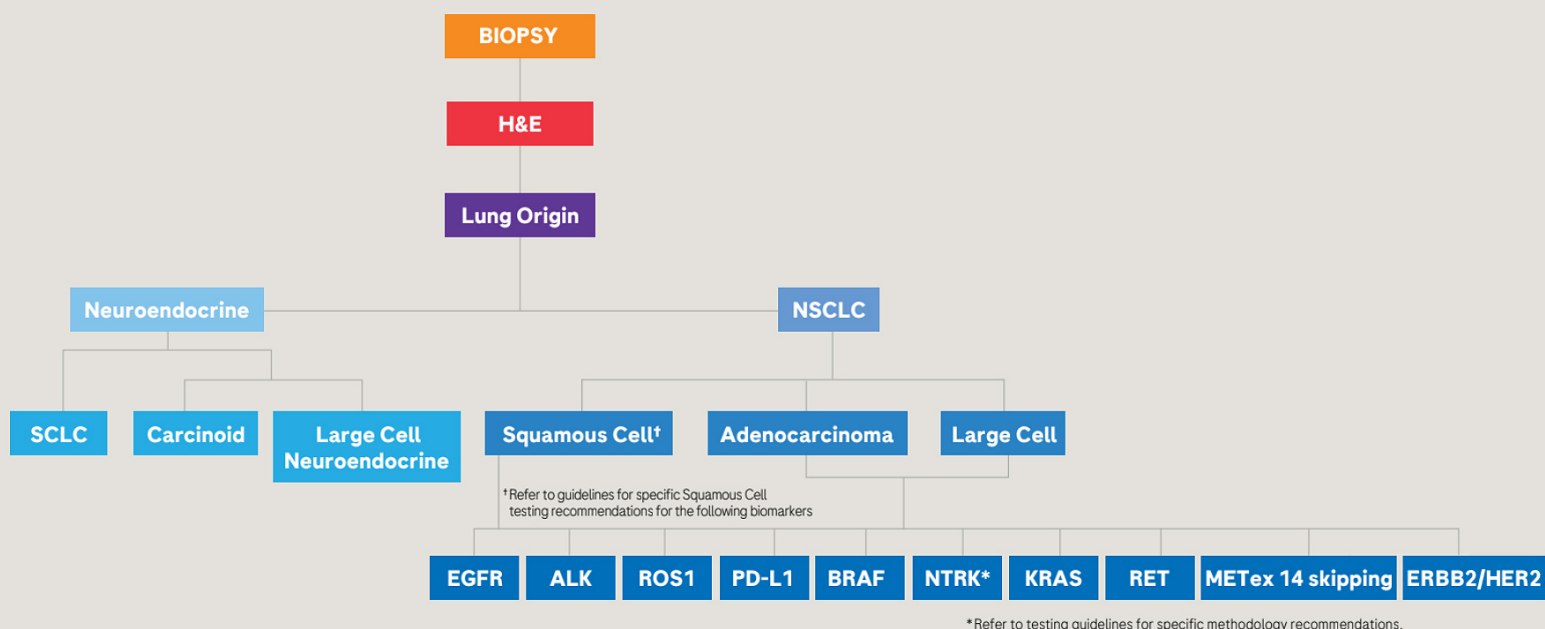 BIOPSY
H&E
Lung Origin
Neuroendocrine
NSCLC
SCLC
Carcinoid
Large Cell
Neuroendocrine
Squamous Cell†
Adenocarcinoma
Large Cell
†Refer to guidelines for specific Squamous Cell
testing recommendations for the following biomarkers
EGFR
ALK
ROS1
PD-L1
BRAF
NTRK*
KRAS
RET
METex 14 skipping
ERBB2/HER2
*Refer to testing guidelines for specific methodology recommendations.